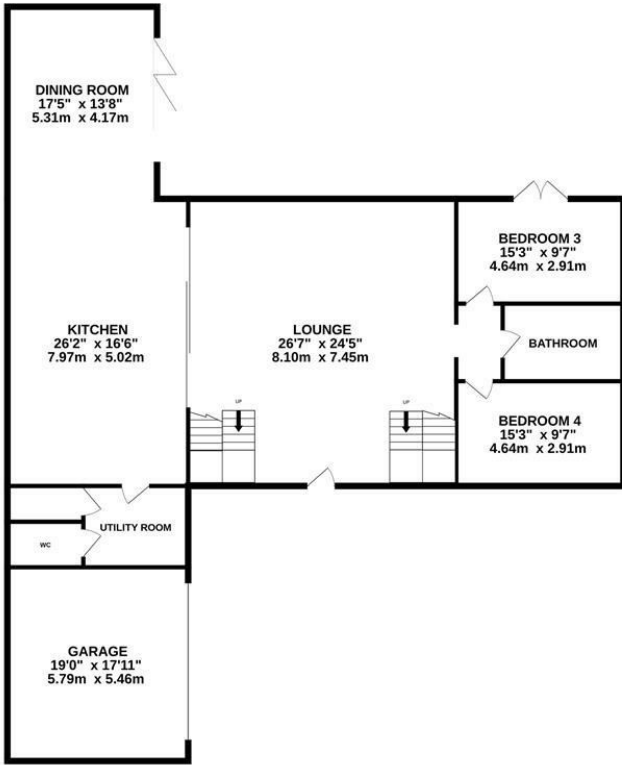 DINING ROOM
17'5" x 13'8"
5.31m x 4.17m
BEDROOM 3
15'3" x 9'7"
4.64m x 2.91m
KITCHEN
26'2" x 16'6"
7.97m x 5.02m
LOUNGE
26'7" x 24'5"
8.10m x 7.45m
BATHROOM
UP
UP
BEDROOM 4
15'3" x 9'7"
4.64m x 2.91m
UTILITY ROOM
WC
GARAGE
19'0" x 17'11"
5.79m x 5.46m